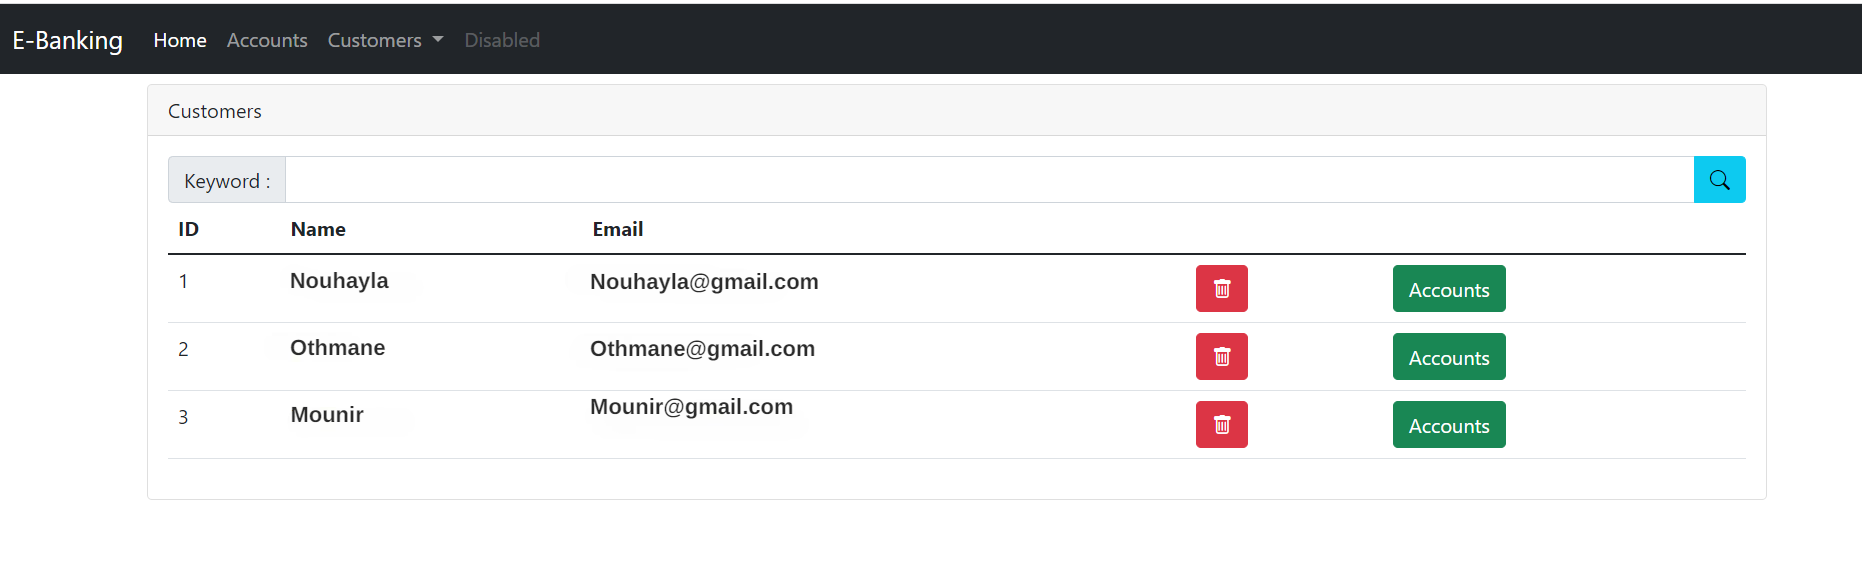 E-Banking Home Accounts Customers Disabled
Customers
Keyword :
ID Name Email
1 Nouhayla Nouhayla@gmail.com Accounts
2 Othmane Othmane@gmail.com Accounts
3 Mounir Mounir@gmail.com Accounts